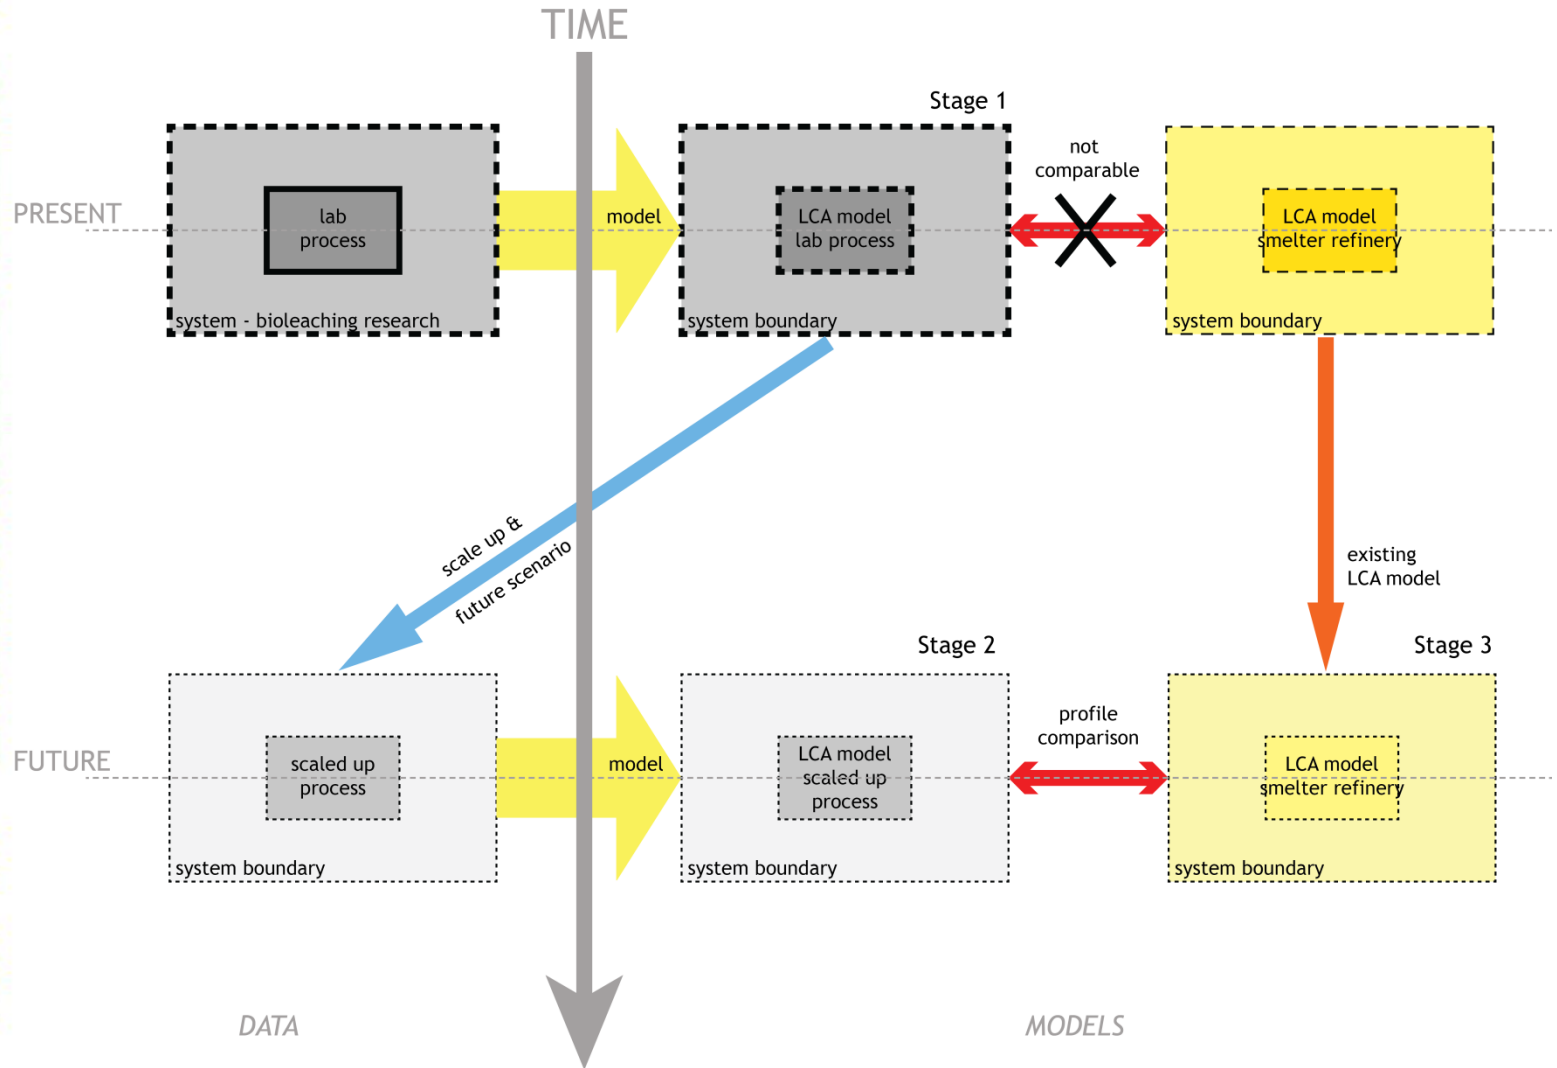 TIME
Stage 1
PRESENT
lab
process
system - bioleaching research
model
LCA model
lab process
system boundary
not
comparable
LCA model
smelter refinery
system boundary
scale up &
future scenario
existing
LCA model
Stage 2
Stage 3
FUTURE
scaled up
process
system boundary
model
LCA model
scaled up
process
system boundary
profile
comparison
LCA model
smelter refinery
system boundary
DATA
MODELS